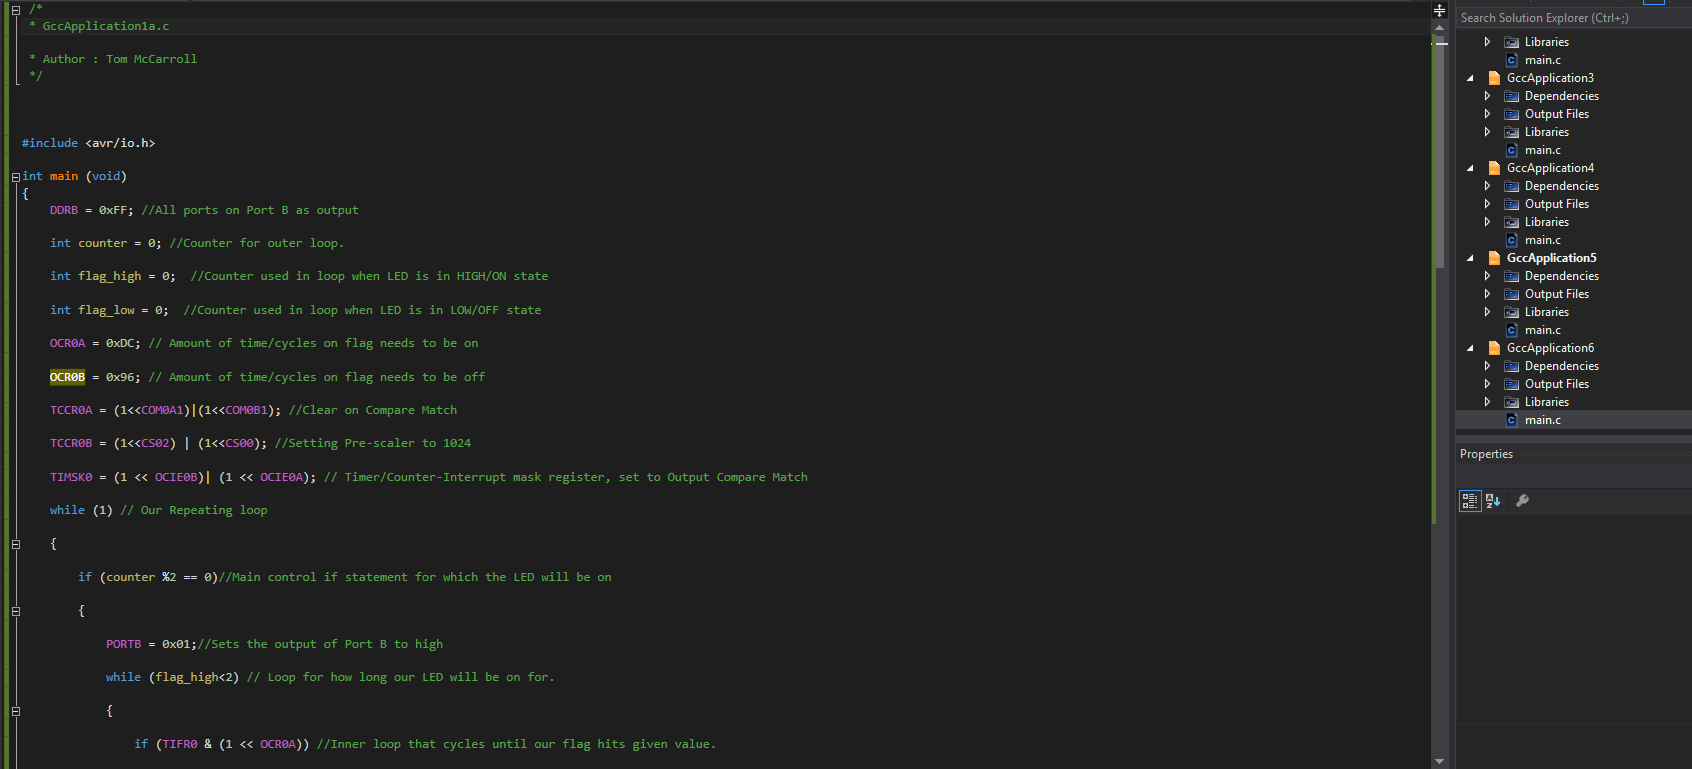 /*
* GccApplication1a.c
* Author : Tom McCarroll
*/
#include <avr/io.h>
int main (void)
{
DDRB = 0xFF; //All ports on Port B as output
int counter = 0; //Counter for outer loop.
int flag_high = 0;  //Counter used in loop when LED is in HIGH/ON state
int flag_low = 0;  //Counter used in loop when LED is in LOW/OFF state
OCR0A = 0xDC; // Amount of time/cycles on flag needs to be on
OCR0B = 0x96; // Amount of time/cycles on flag needs to be off
TCCR0A = (1<<COM0A1)|(1<<COM0B1); //Clear on Compare Match
TCCR0B = (1<<CS02) | (1<<CS00); //Setting Pre-scaler to 1024
TIMSK0 = (1 << OCIE0B)| (1 << OCIE0A); // Timer/Counter-Interrupt mask register, set to Output Compare Match
while (1) // Our Repeating loop
{
if (counter %2 == 0)//Main control if statement for which the LED will be on
{
PORTB = 0x01;//Sets the output of Port B to high
while (flag_high<2) // Loop for how long our LED will be on for.
{
if (TIFR0 & (1 << OCR0A)) //Inner loop that cycles until our flag hits given value.
Search Solution Explorer (Ctrl+;)
Libraries
main.c
GccApplication3
Dependencies
Output Files
Libraries
main.c
GccApplication4
Dependencies
Output Files
Libraries
main.c
GccApplication5
Dependencies
Output Files
Libraries
main.c
GccApplication6
Dependencies
Output Files
Libraries
main.c
Properties